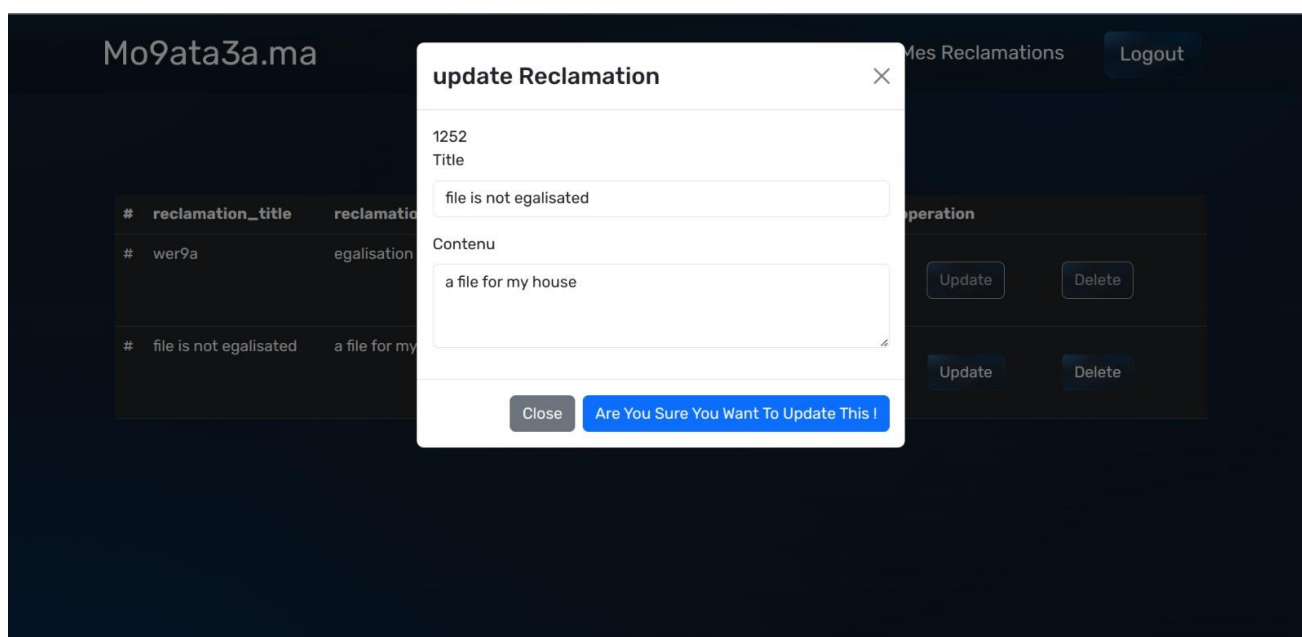 Mo9ata3a.ma
Mes Reclamations
Logout
update Reclamation
1252
Title
file is not egalisated
Contenu
a file for my house
Close
Are You Sure You Want To Update This !
# reclamation_title reclamatio operation
# wer9a egalisation Update Delete
# file is not egalisated a file for my Update Delete